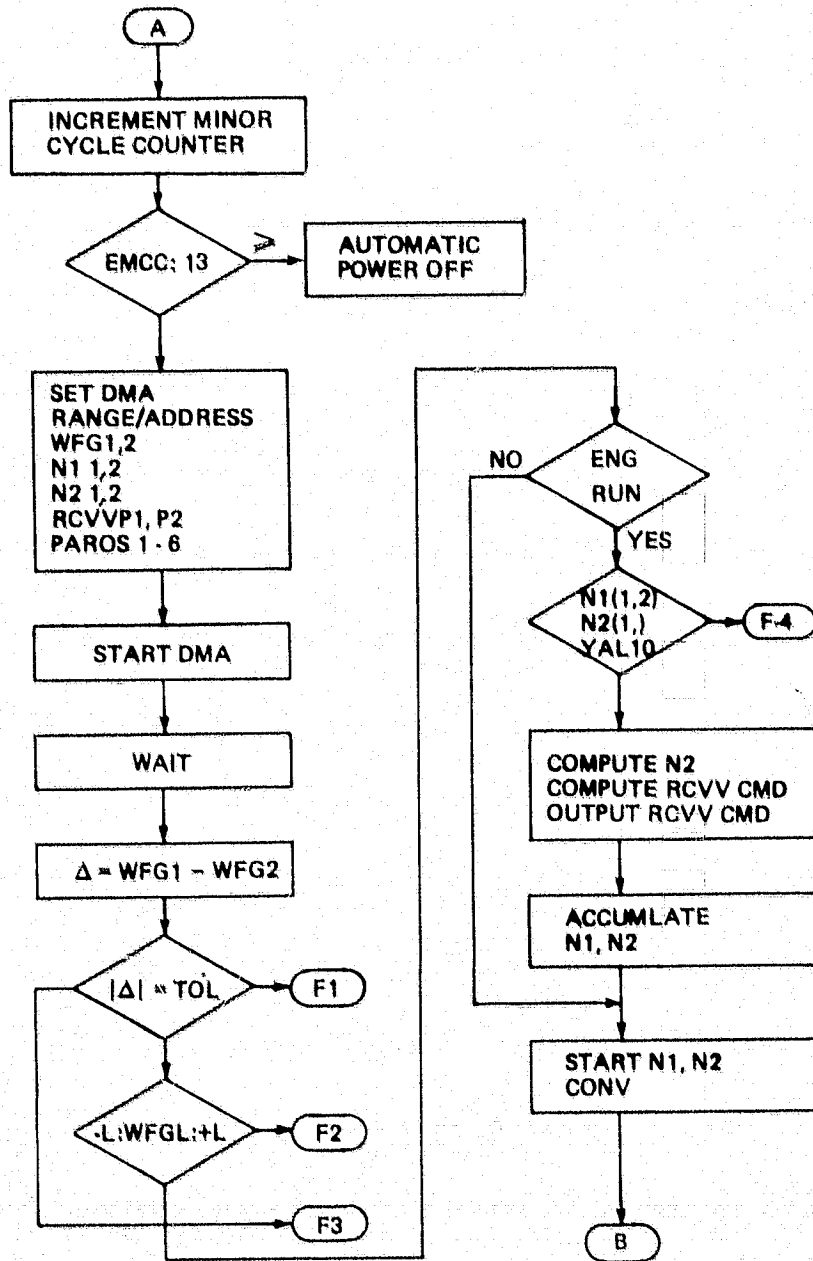 A
INCREMENT MINOR
CYCLE COUNTER
EMCC: 13
≥
AUTOMATIC
POWER OFF
SET DMA
RANGE/ADDRESS
WFG1,2
N1 1,2
N2 1,2
RCVVP1, P2
PAROS 1 - 6
START DMA
WAIT
Δ = WFG1 - WFG2
|Δ| = TOL
F1
-L:WFGL:+L
F2
F3
ENG
RUN
NO
YES
N1(1,2)
N2(1,)
YAL10
F-4
COMPUTE N2
COMPUTE RCVV CMD
OUTPUT RCVV CMD
ACCUMLATE
N1, N2
START N1, N2
CONV
B